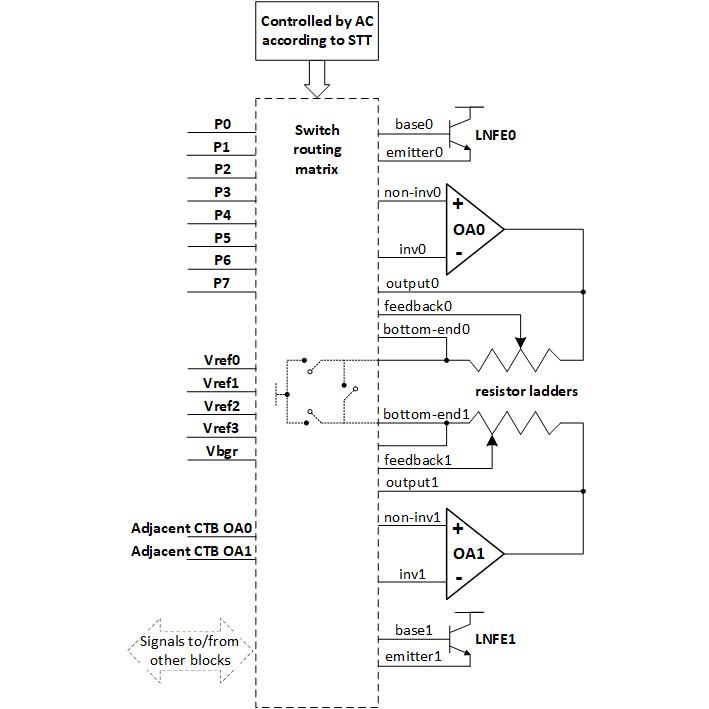 Controlled by AC
according to STT
Switch
routing
matrix
P0
P1
P2
P3
P4
P5
P6
P7
Vref0
Vref1
Vref2
Vref3
Vbgr
Adjacent CTB OA0
Adjacent CTB OA1
Signals to/from
other blocks
base0
LNFE0
emitter0
non-inv0
+
OA0
inv0
-
output0
feedback0
bottom-end0
resistor ladders
bottom-end1
feedback1
output1
non-inv1
+
OA1
inv1
-
base1
LNFE1
emitter1